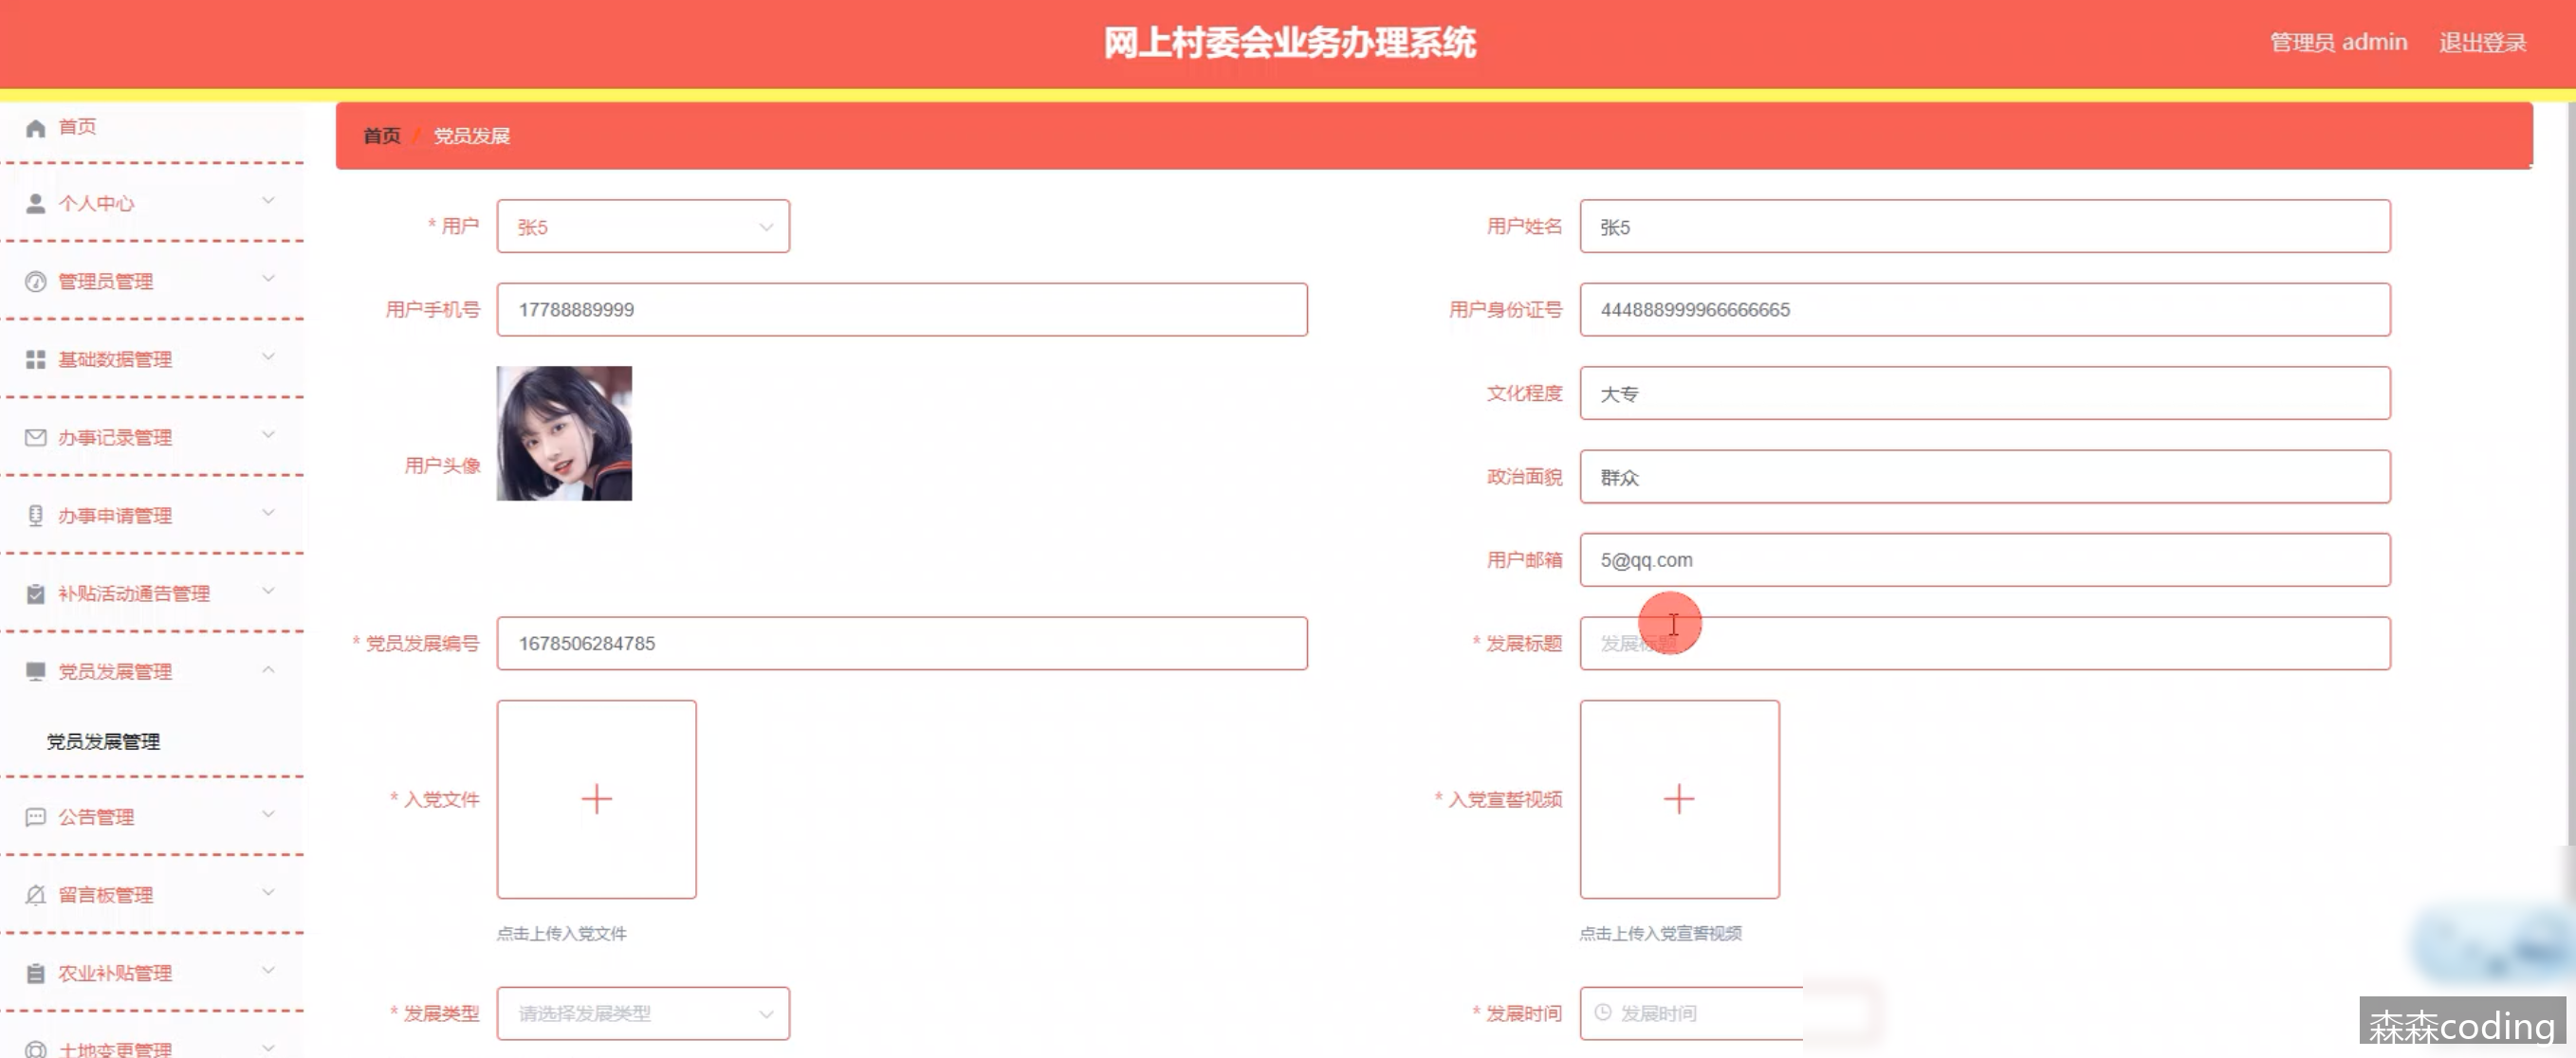 网上村委会业务办理系统
管理员 admin 退出登录
首页
个人中心
管理员管理
基础数据管理
办事记录管理
办事申请管理
补贴活动通告管理
党员发展管理
党员发展管理
公告管理
留言板管理
农业补贴管理
土地变更管理
首页 / 党员发展
* 用户 张5
用户姓名 张5
用户手机号 17788889999
用户身份证号 444888999966666665
用户头像
文化程度 大专
政治面貌 群众
用户邮箱 5@qq.com
* 党员发展编号 1678506284785
* 发展标题 发展标题
* 入党文件
点击上传入党文件
* 入党宣誓视频
点击上传入党宣誓视频
* 发展类型 请选择发展类型
* 发展时间 发展时间
森森coding